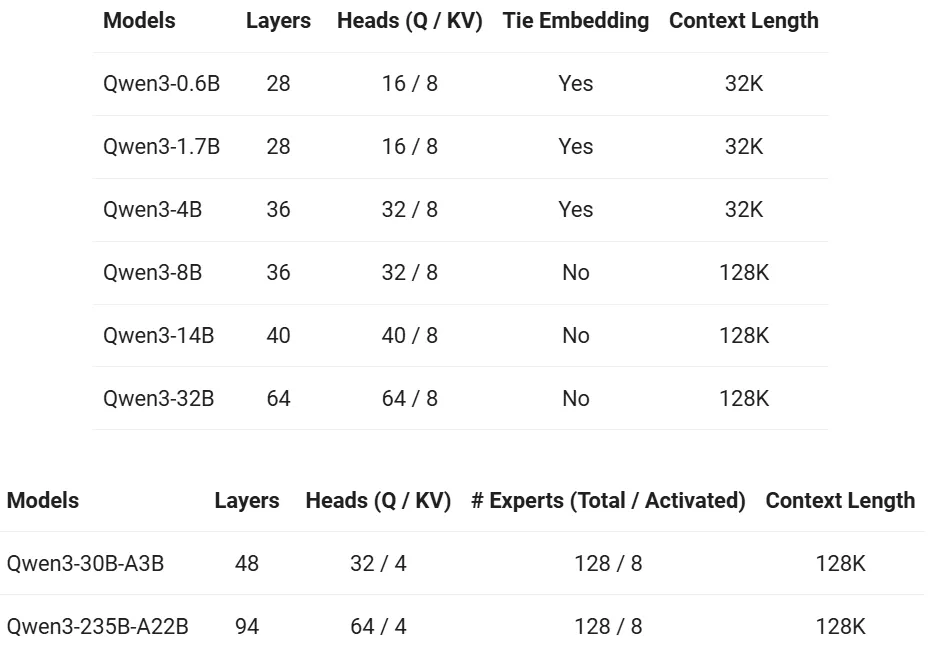 Models Layers Heads (Q / KV) Tie Embedding Context Length
Qwen3-0.6B 28 16 / 8 Yes 32K
Qwen3-1.7B 28 16 / 8 Yes 32K
Qwen3-4B 36 32 / 8 Yes 32K
Qwen3-8B 36 32 / 8 No 128K
Qwen3-14B 40 40 / 8 No 128K
Qwen3-32B 64 64 / 8 No 128K
Models Layers Heads (Q / KV) # Experts (Total / Activated) Context Length
Qwen3-30B-A3B 48 32 / 4 128 / 8 128K
Qwen3-235B-A22B 94 64 / 4 128 / 8 128K